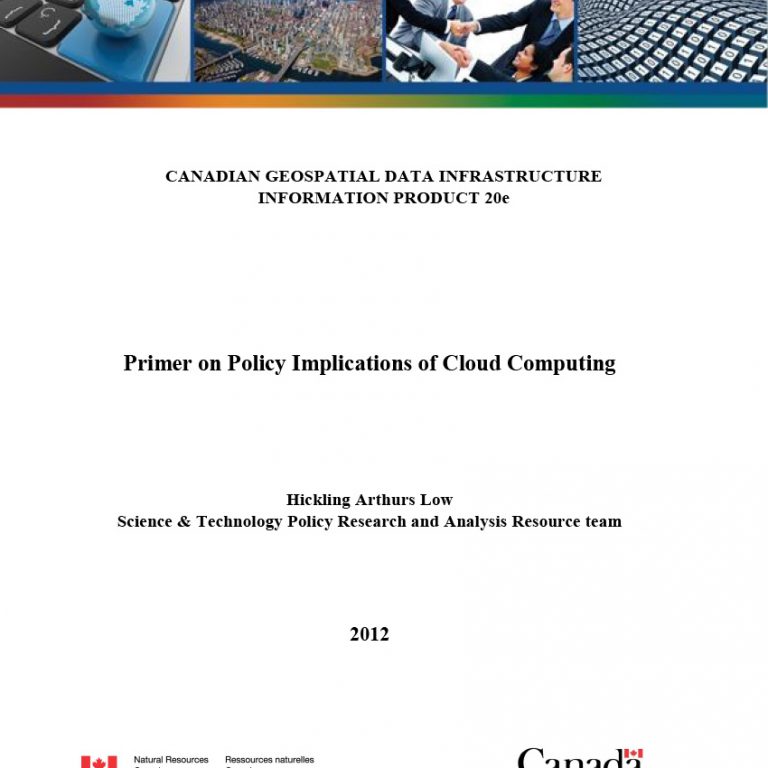 CANADIAN GEOSPATIAL DATA INFRASTRUCTURE
INFORMATION PRODUCT 20e
Primer on Policy Implications of Cloud Computing
Hickling Arthurs Low
Science & Technology Policy Research and Analysis Resource team
2012
Natural Resources Ressources naturelles
Canada